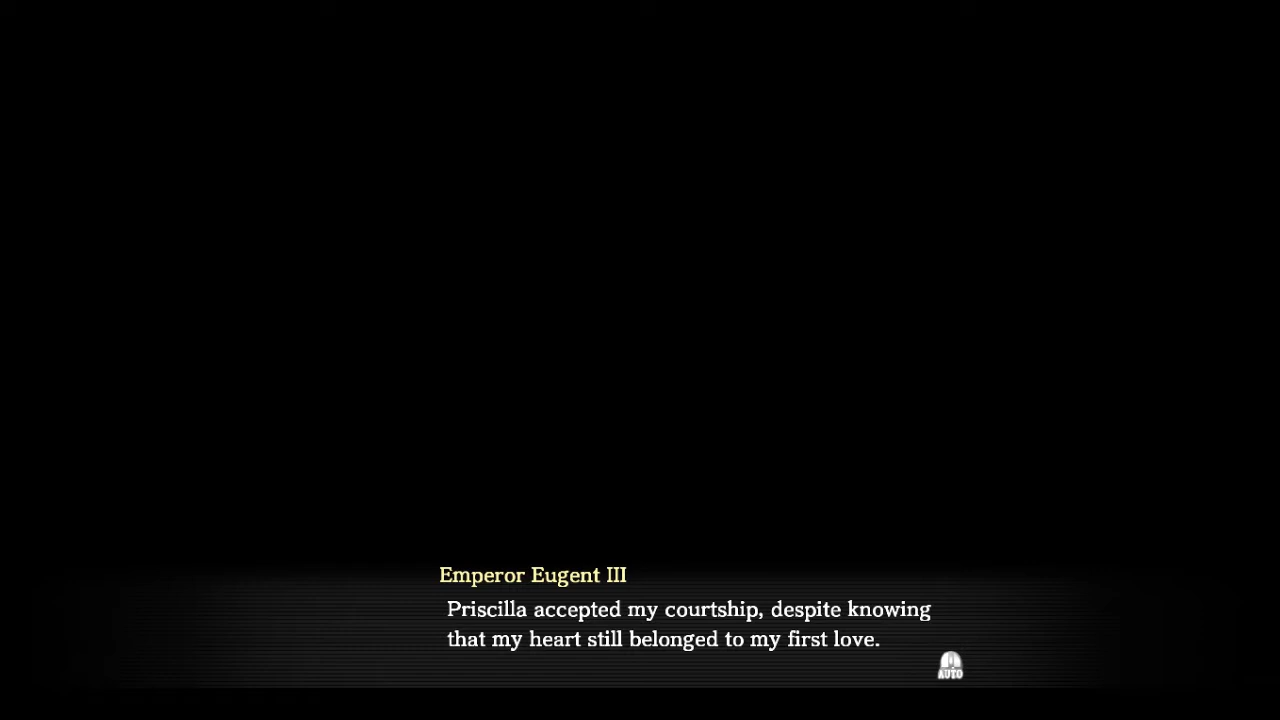 Emperor Eugent III
Priscilla accepted my courtship, despite knowing
that my heart still belonged to my first love.
AUTO